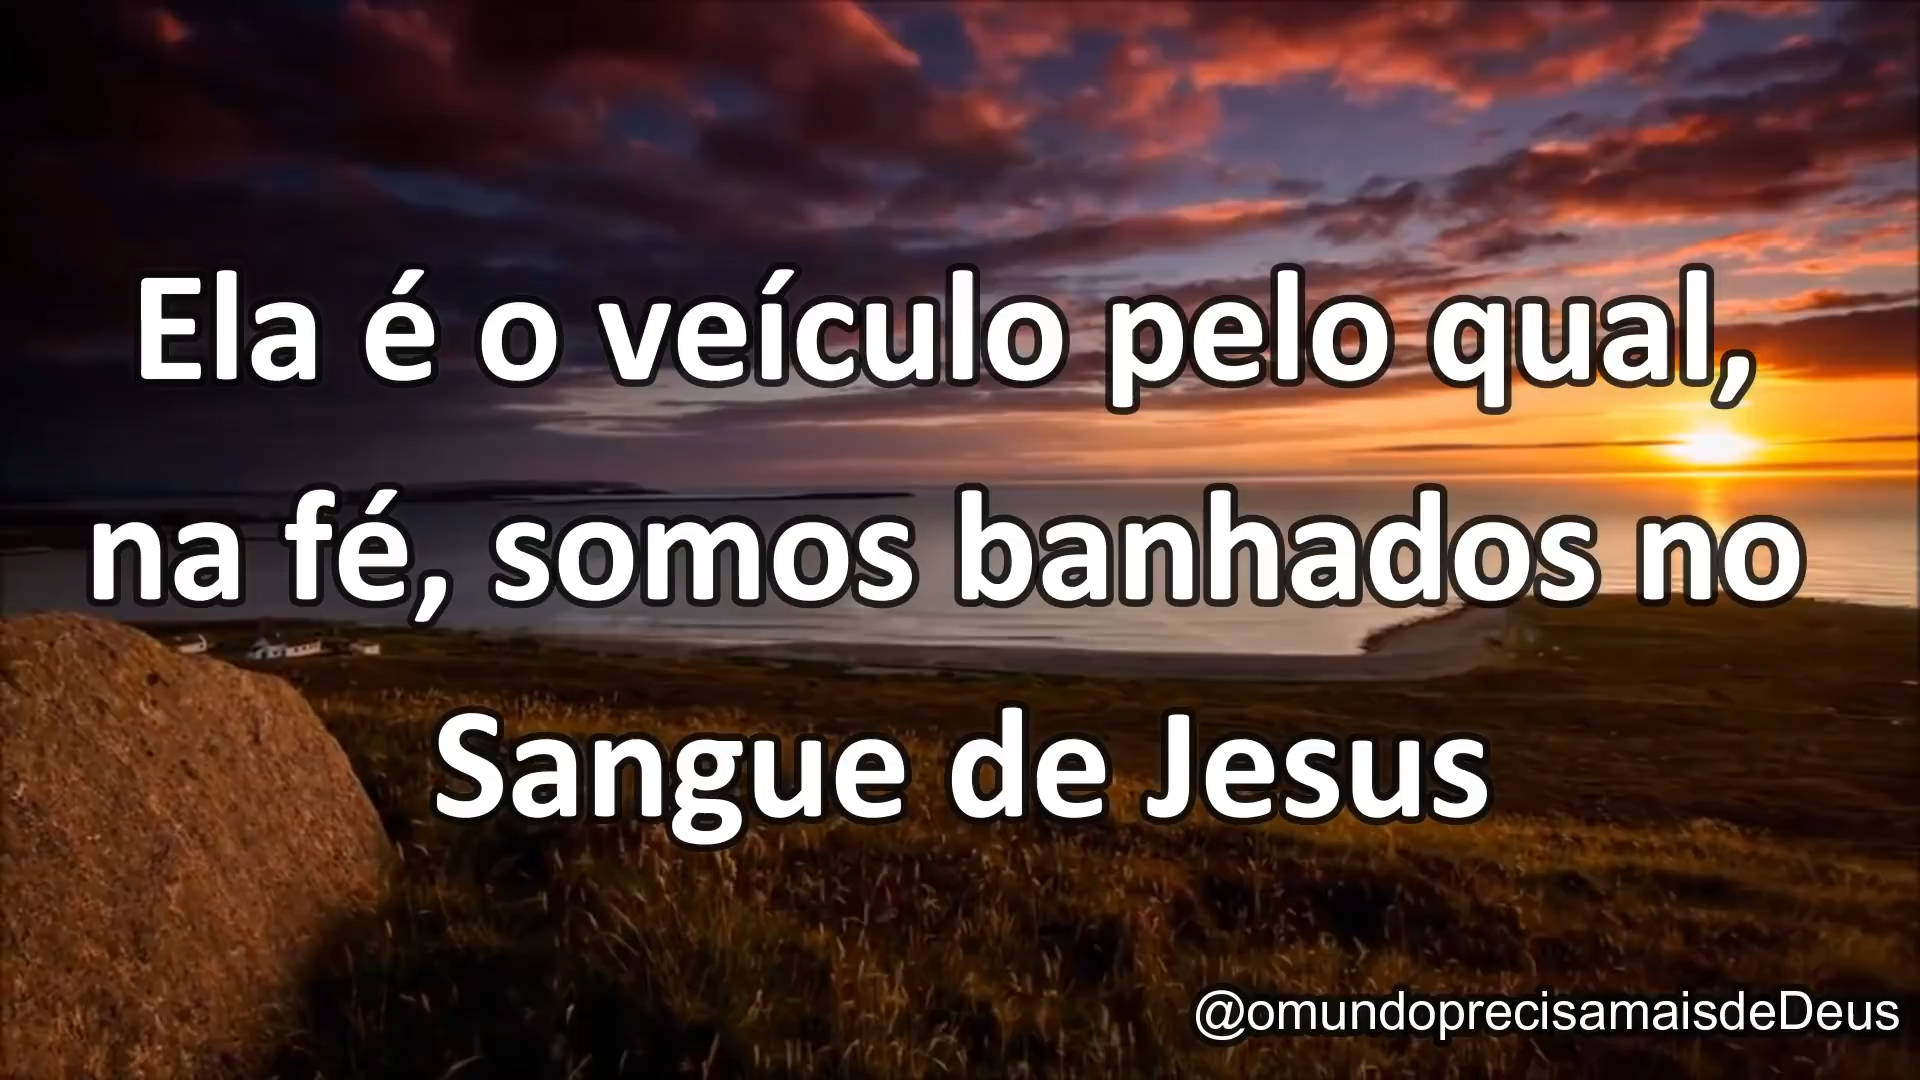 Ela é o veículo pelo qual,
na fé, somos banhados no
Sangue de Jesus
@omundoprecisamaisdeDeus